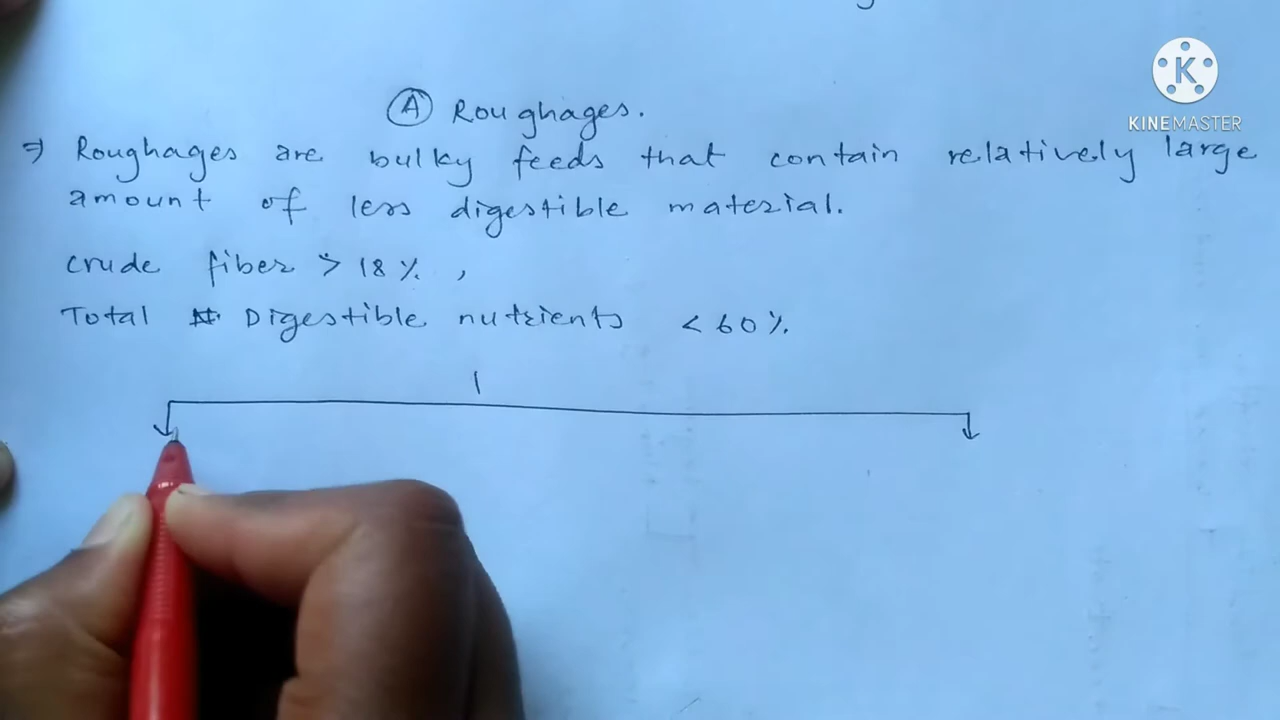 Ⓐ Roughages.
⇒ Roughages are bulky feeds that contain relatively large
amount of less digestible material.
Crude fiber > 18%,
Total Digestible nutrients < 60%.
K
KINEMASTER